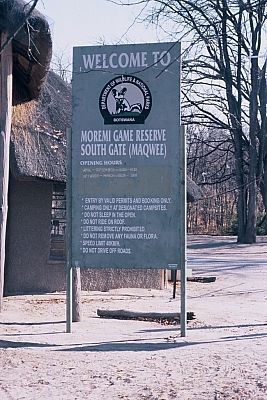 WELCOME TO
DEPARTMENT OF WILDLIFE & NATIONAL PARKS
BOTSWANA
MOREMI GAME RESERVE
SOUTH GATE (MAQWEE)
OPENING HOURS
* ENTRY BY VALID PERMITS AND BOOKING ONLY.
* CAMPING ONLY AT DESIGNATED CAMPSITES.
* DO NOT SLEEP IN THE OPEN.
* DO NOT RIDE ON ROOF.
* LITTERING STRICTLY PROHIBITED.
* DO NOT REMOVE ANY FAUNA OR FLORA.
* SPEED LIMIT 40KM/H.
* DO NOT DRIVE OFF ROADS.